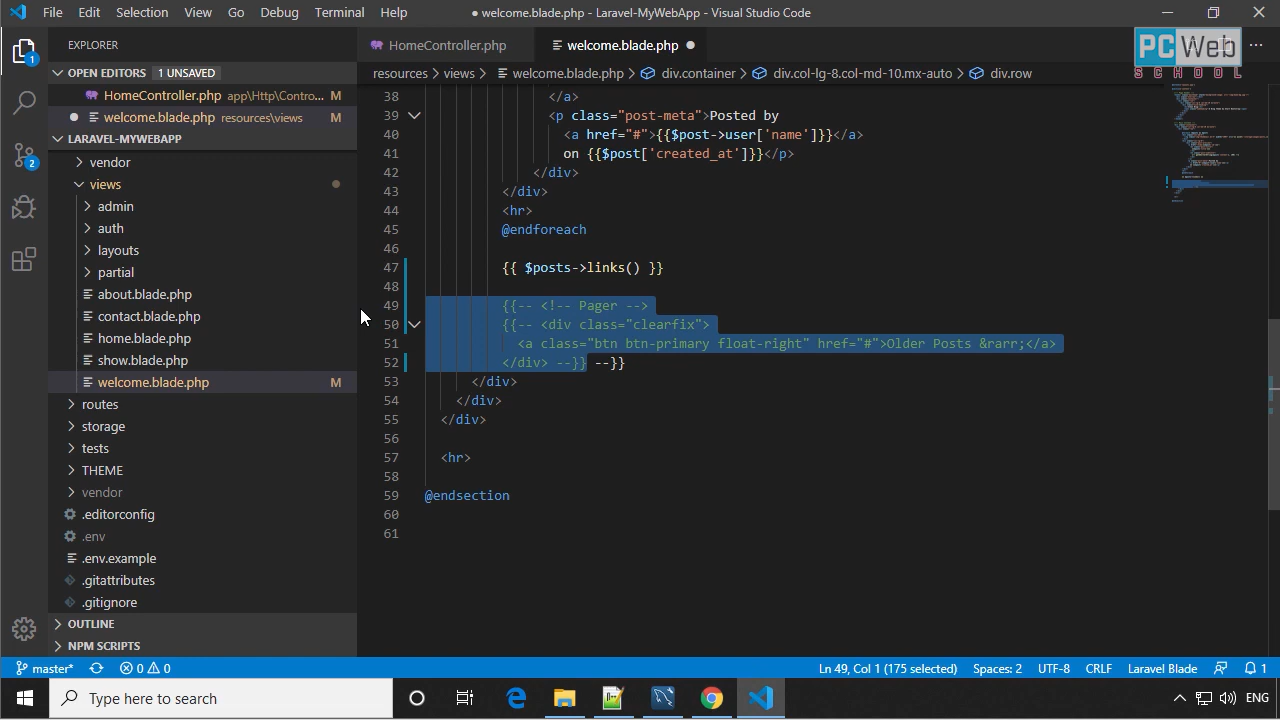 File Edit Selection View Go Debug Terminal Help
● welcome.blade.php - Laravel-MyWebApp - Visual Studio Code
PC Web
SCHOOL
EXPLORER
OPEN EDITORS 1 UNSAVED
HomeController.php app\Http\Contro...
welcome.blade.php resources\views
LARAVEL-MYWEBAPP
vendor
views
admin
auth
layouts
partial
about.blade.php
contact.blade.php
home.blade.php
show.blade.php
welcome.blade.php M
routes
storage
tests
THEME
vendor
.editorconfig
.env
.env.example
.gitattributes
.gitignore
OUTLINE
NPM SCRIPTS
1
2
HomeController.php welcome.blade.php ●
resources > views > welcome.blade.php > div.container > div.col-lg-8.col-md-10.mx-auto > div.row
38 </a>
39 <p class="post-meta">Posted by
40 <a href="#">{{$post->user['name']}}</a>
41 on {{$post['created_at']}}</p>
42 </div>
43 </div>
44 <hr>
45 @endforeach
46
47 {{ $posts->links() }}
48
49 {{-- <!-- Pager -->
50 {{-- <div class="clearfix">
51 <a class="btn btn-primary float-right" href="#">Older Posts &rarr;</a>
52 </div> --}} --}}
53 </div>
54 </div>
55 </div>
56
57 <hr>
58
59 @endsection
60
61
master* 0 0 Ln 49, Col 1 (175 selected) Spaces: 2 UTF-8 CRLF Laravel Blade 1
Type here to search
ENG